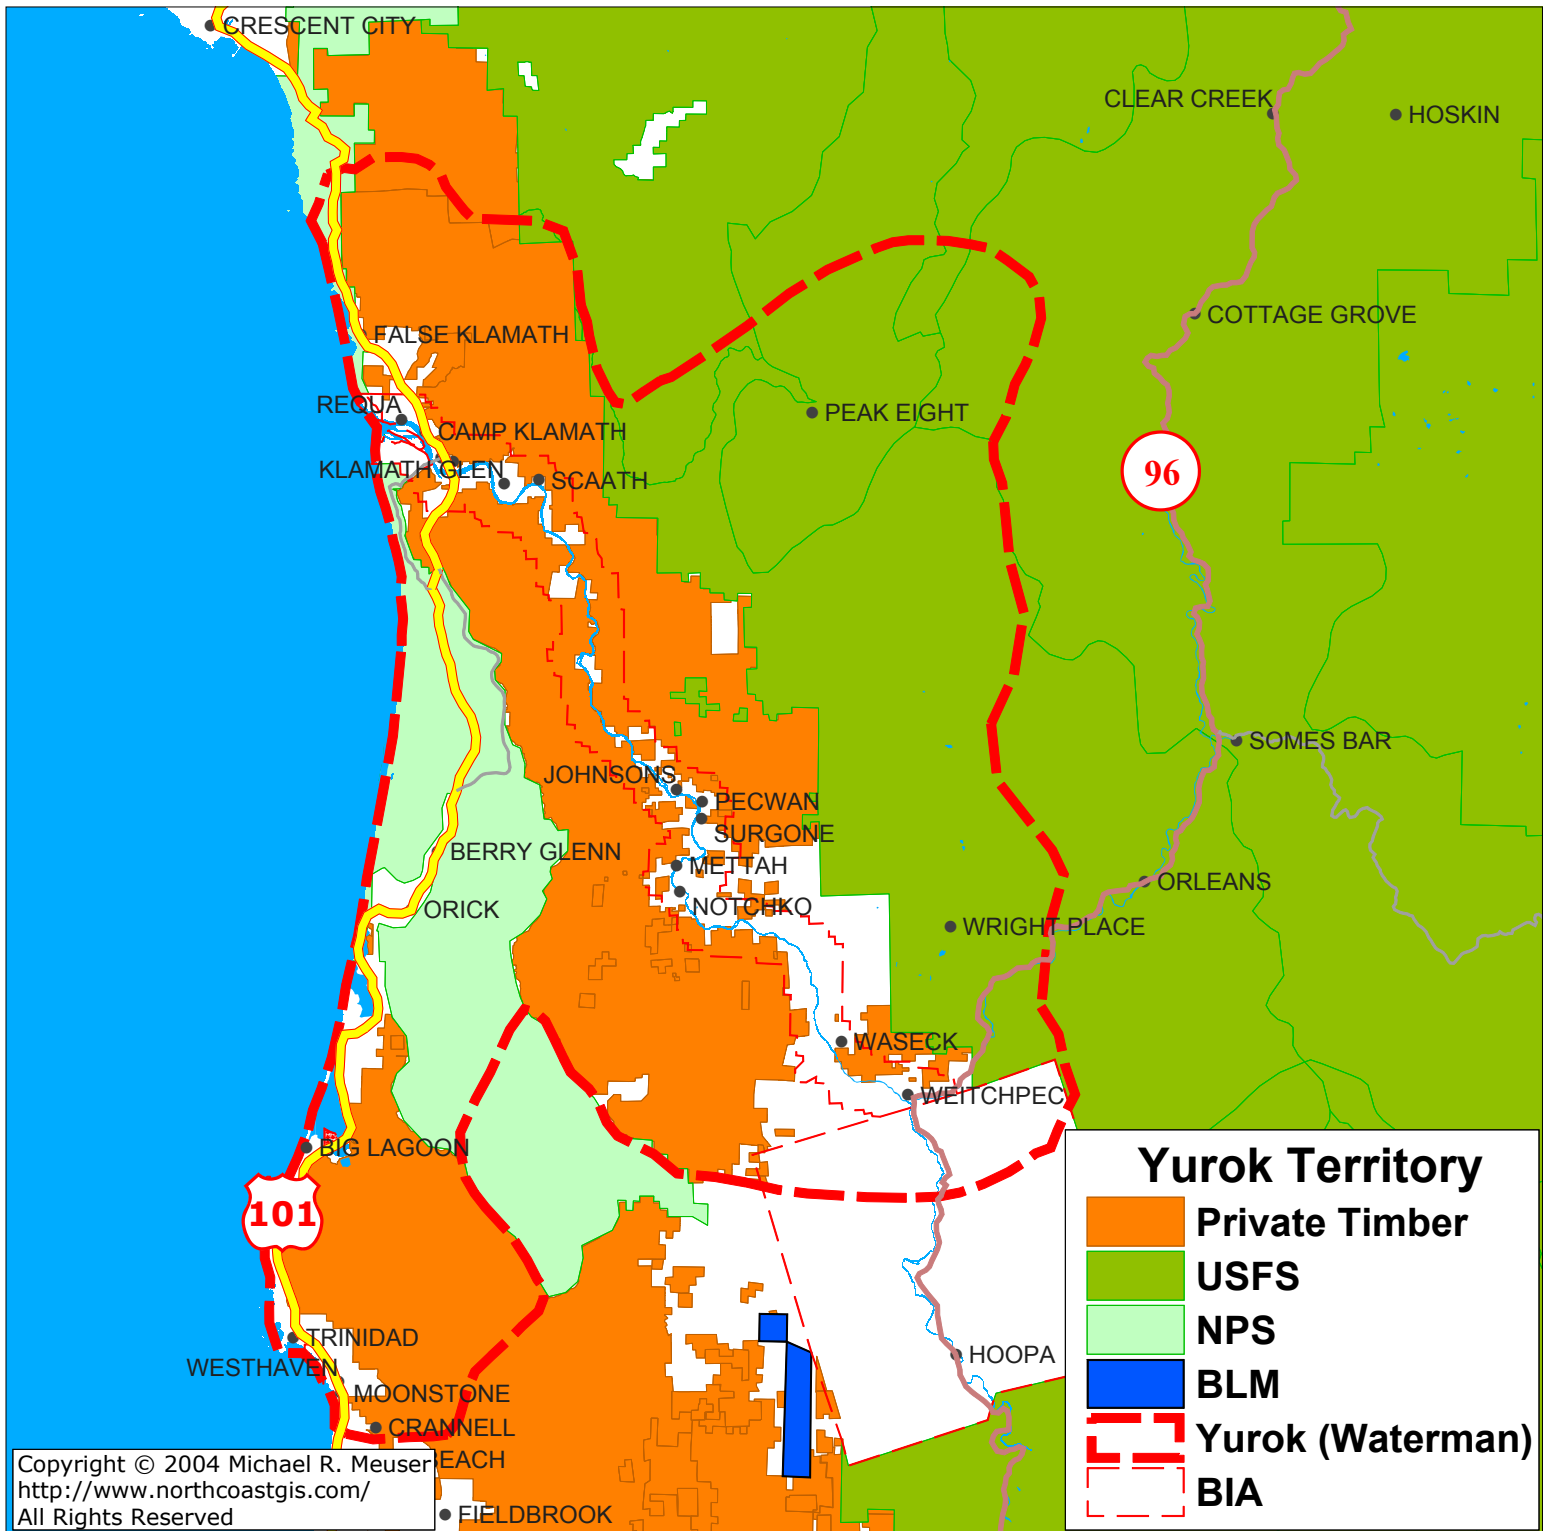 CRESCENT CITY
CLEAR CREEK
HOSKIN
COTTAGE GROVE
FALSE KLAMATH
REQUA
PEAK EIGHT
CAMP KLAMATH
KLAMATH GLEN
SCAATH
96
SOMES BAR
JOHNSONS
PECWAN
SURGONE
BERRY GLENN
METTAH
ORLEANS
NOTCHKO
ORICK
WRIGHT PLACE
WASECK
WEITCHPEC
BIG LAGOON
101
TRINIDAD
HOOPA
WESTHAVEN
MOONSTONE
CRANNELL
BEACH
FIELDBROOK
Yurok Territory
Private Timber
USFS
NPS
BLM
Yurok (Waterman)
BIA
Copyright © 2004 Michael R. Meuser
http://www.northcoastgis.com/
All Rights Reserved